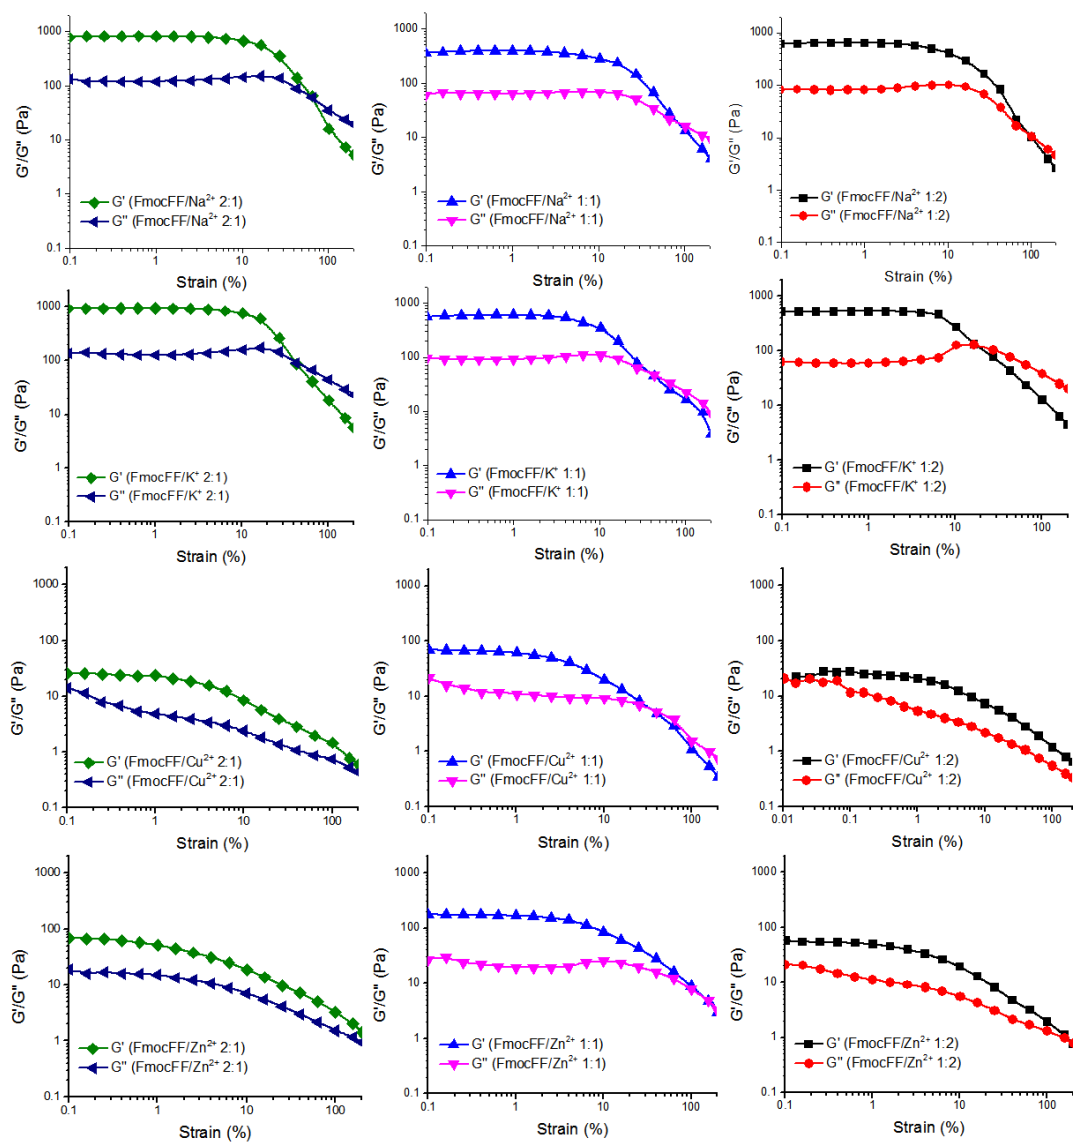 1000
100
10
1
0.1
G'/G'' (Pa)
G' (FmocFF/Na²⁺ 2:1)
G'' (FmocFF/Na²⁺ 2:1)
0.1 1 10 100
Strain (%)
1000
100
10
1
0.1
G'/G'' (Pa)
G' (FmocFF/Na²⁺ 1:1)
G'' (FmocFF/Na²⁺ 1:1)
0.1 1 10 100
Strain (%)
1000
100
10
1
0.1
G'/G'' (Pa)
G' (FmocFF/Na²⁺ 1:2)
G'' (FmocFF/Na²⁺ 1:2)
0.1 1 10 100
Strain (%)
1000
100
10
1
0.1
G'/G'' (Pa)
G' (FmocFF/K⁺ 2:1)
G'' (FmocFF/K⁺ 2:1)
0.1 1 10 100
Strain (%)
1000
100
10
1
0.1
G'/G'' (Pa)
G' (FmocFF/K⁺ 1:1)
G'' (FmocFF/K⁺ 1:1)
0.1 1 10 100
Strain (%)
1000
100
10
1
0.1
G'/G'' (Pa)
G' (FmocFF/K⁺ 1:2)
G'' (FmocFF/K⁺ 1:2)
0.1 1 10 100
Strain (%)
1000
100
10
1
0.1
G'/G'' (Pa)
G' (FmocFF/Cu²⁺ 2:1)
G'' (FmocFF/Cu²⁺ 2:1)
0.1 1 10 100
Strain (%)
1000
100
10
1
0.1
G'/G'' (Pa)
G' (FmocFF/Cu²⁺ 1:1)
G'' (FmocFF/Cu²⁺ 1:1)
0.1 1 10 100
Strain (%)
1000
100
10
1
0.1
G'/G'' (Pa)
G' (FmocFF/Cu²⁺ 1:2)
G'' (FmocFF/Cu²⁺ 1:2)
0.01 0.1 1 10 100
Strain (%)
1000
100
10
1
0.1
G'/G'' (Pa)
G' (FmocFF/Zn²⁺ 2:1)
G'' (FmocFF/Zn²⁺ 2:1)
0.1 1 10 100
Strain (%)
1000
100
10
1
0.1
G'/G'' (Pa)
G' (FmocFF/Zn²⁺ 1:1)
G'' (FmocFF/Zn²⁺ 1:1)
0.1 1 10 100
Strain (%)
1000
100
10
1
0.1
G'/G'' (Pa)
G' (FmocFF/Zn²⁺ 1:2)
G'' (FmocFF/Zn²⁺ 1:2)
0.1 1 10 100
Strain (%)